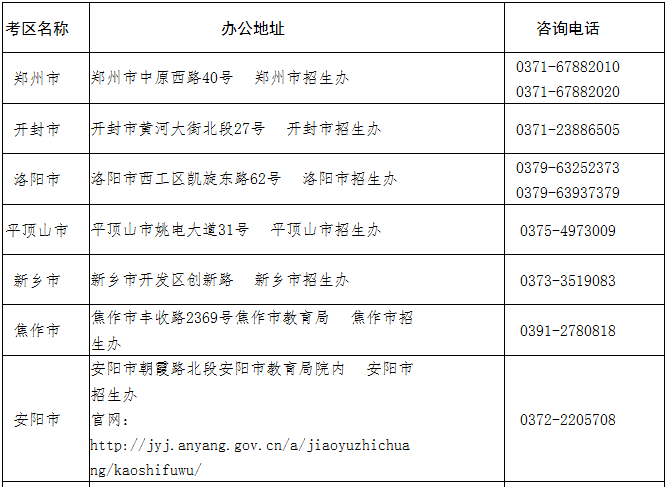 考区名称 办公地址 咨询电话
郑州市 郑州市中原西路40号 郑州市招生办 0371-67882010
0371-67882020
开封市 开封市黄河大街北段27号 开封市招生办 0371-23886505
洛阳市 洛阳市西工区凯旋东路62号 洛阳市招生办 0379-63252373
0379-63937379
平顶山市 平顶山市姚电大道31号 平顶山市招生办 0375-4973009
新乡市 新乡市开发区创新路 新乡市招生办 0373-3519083
焦作市 焦作市丰收路2369号焦作市教育局 焦作市招
生办 0391-2780818
安阳市 安阳市朝霞路北段安阳市教育局院内 安阳市
招生办
官网： 0372-2205708
http://jyj.anyang.gov.cn/a/jiaoyuzhichua
ng/kaoshifuwu/